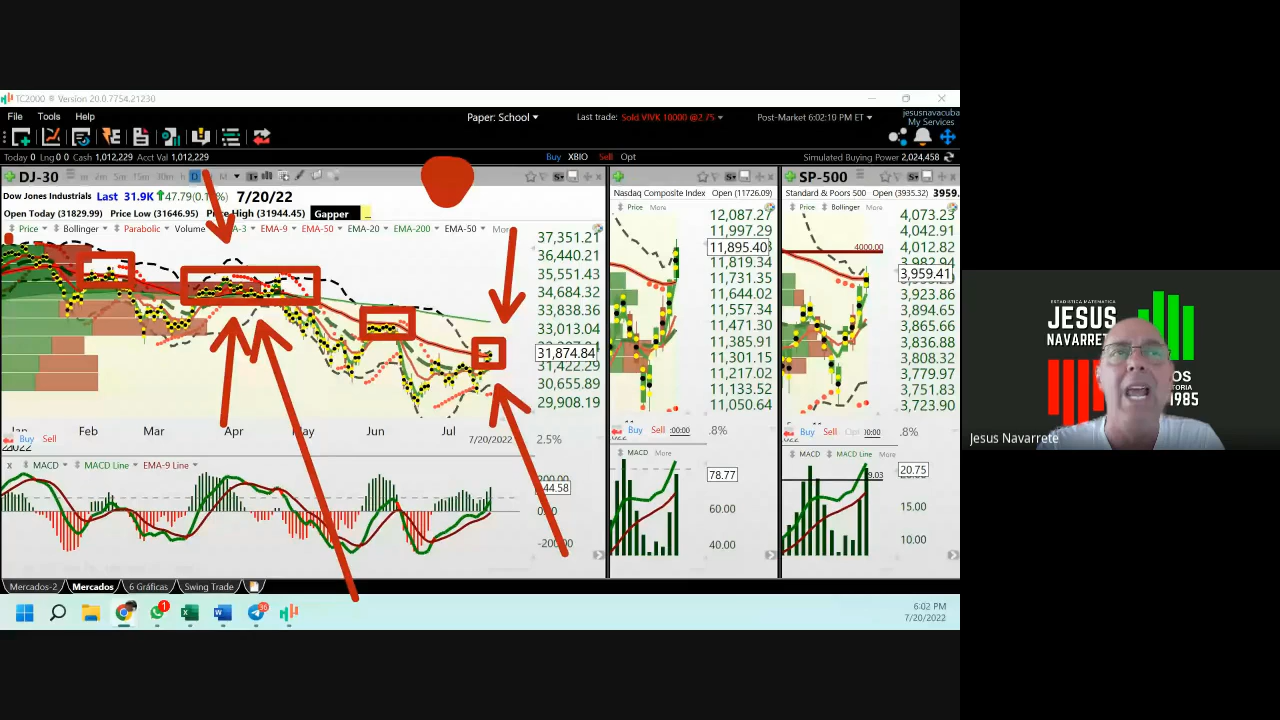 TC2000 ® Version 20.0.7754.21230
File Tools Help
Paper: School
Last trade: Sold VIVK 10000 @2.75
Post-Market 6:02:10 PM ET
jesusnavacuba
My Services
Today 0 Lng 0 0 Cash 1,012,229 Acct Val 1,012,229
Buy XBIO Sell Opt
Simulated Buying Power 2,024,458
DJ-30
Dow Jones Industrials Last 31.9K 47.79
7/20/22
Open Today (31829.99) Price Low (31646.95) Price High (31944.45) Gapper
Price Bollinger Parabolic Volume EMA-9 EMA-50 EMA-20 EMA-200 EMA-50
37,351.21
36,440.21
35,551.43
34,684.32
33,838.36
33,013.04
31,874.84
31,422.29
30,655.89
29,908.19
Feb Mar Apr May Jun Jul
7/20/2022
Buy Sell
2.5%
x MACD MACD Line EMA-9 Line
44.58
Nasdaq Composite Index Open (11726.09)
Price More
12,087.27
11,997.29
11,895.40
11,819.34
11,731.35
11,644.02
11,557.34
11,471.30
11,385.91
11,301.15
11,217.02
11,133.52
11,050.64
Buy Sell :00:00 .8%
MACD More
78.77
60.00
40.00
SP-500
Standard & Poors 500 Open (3935.32) 3959.
Price Bollinger More
4,073.23
4,042.91
4000.00 4,012.82
3,982.94
3,959.41
3,923.86
3,894.65
3,865.66
3,836.88
3,808.32
3,779.97
3,751.83
3,723.90
Buy Sell .8%
MACD MACD Line More
9.03
20.75
15.00
10.00
Mercados-2 Mercados 6 Gráficas Swing Trade
1
36
6:02 PM
7/20/2022
ESTADISTICA MATEMATICA
JESUS
NAVARRETE
1985
Jesus Navarrete